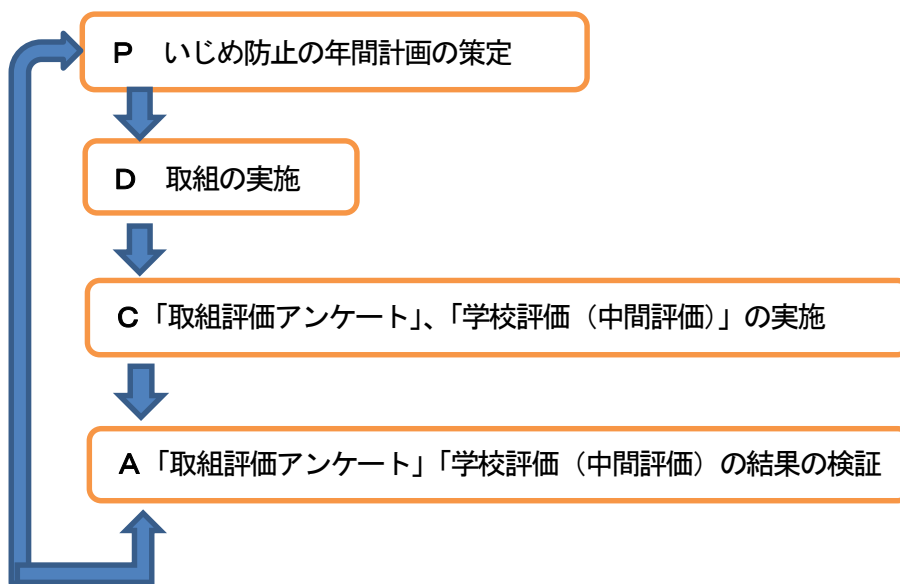 P　いじめ防止の年間計画の策定
D　取組の実施
C「取組評価アンケート」、「学校評価（中間評価）」の実施
A「取組評価アンケート」「学校評価（中間評価）の結果の検証